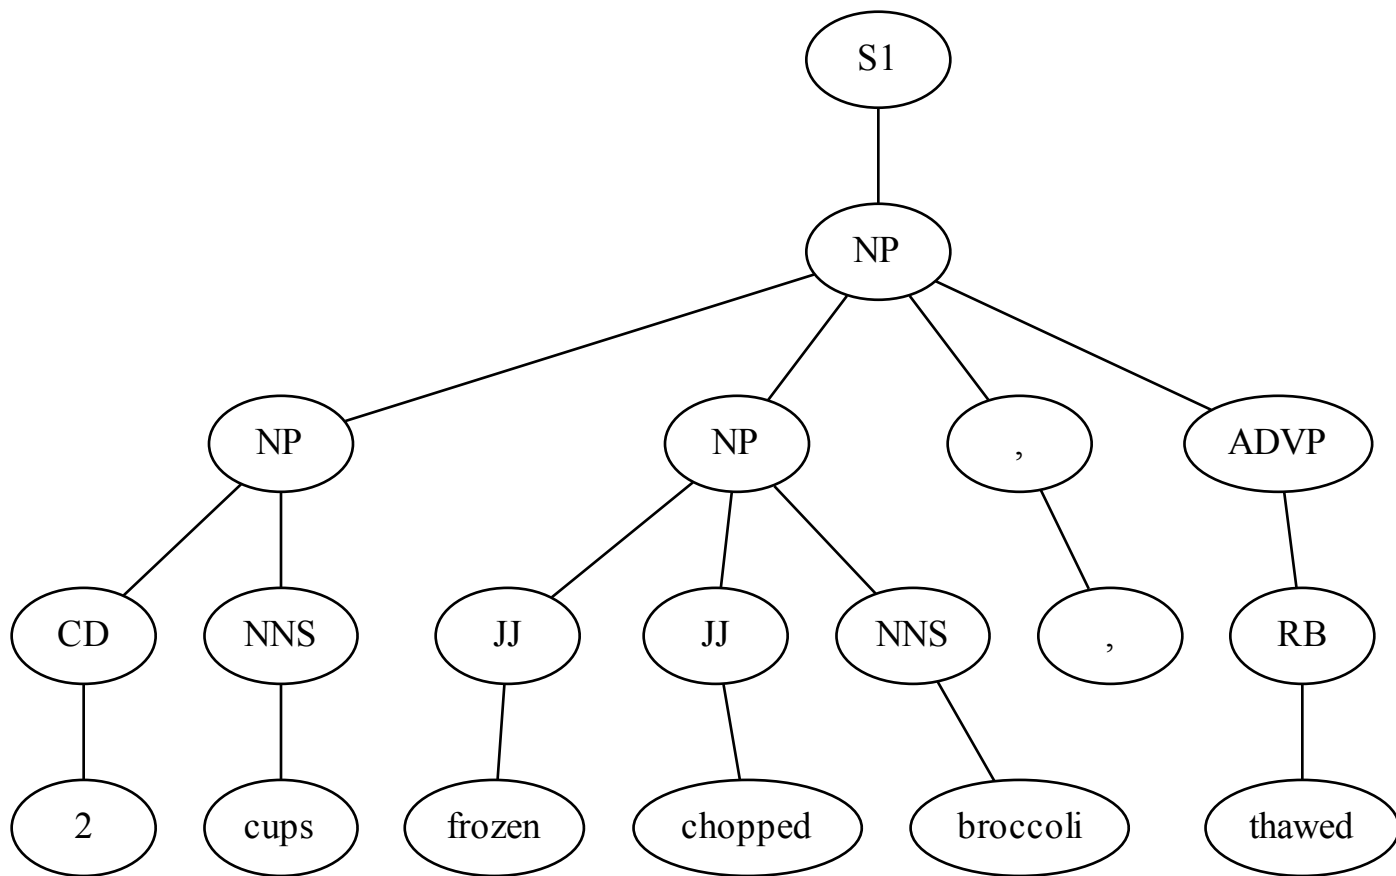 S1
NP
NP NP , ADVP
CD NNS JJ JJ NNS , RB
2 cups frozen chopped broccoli thawed